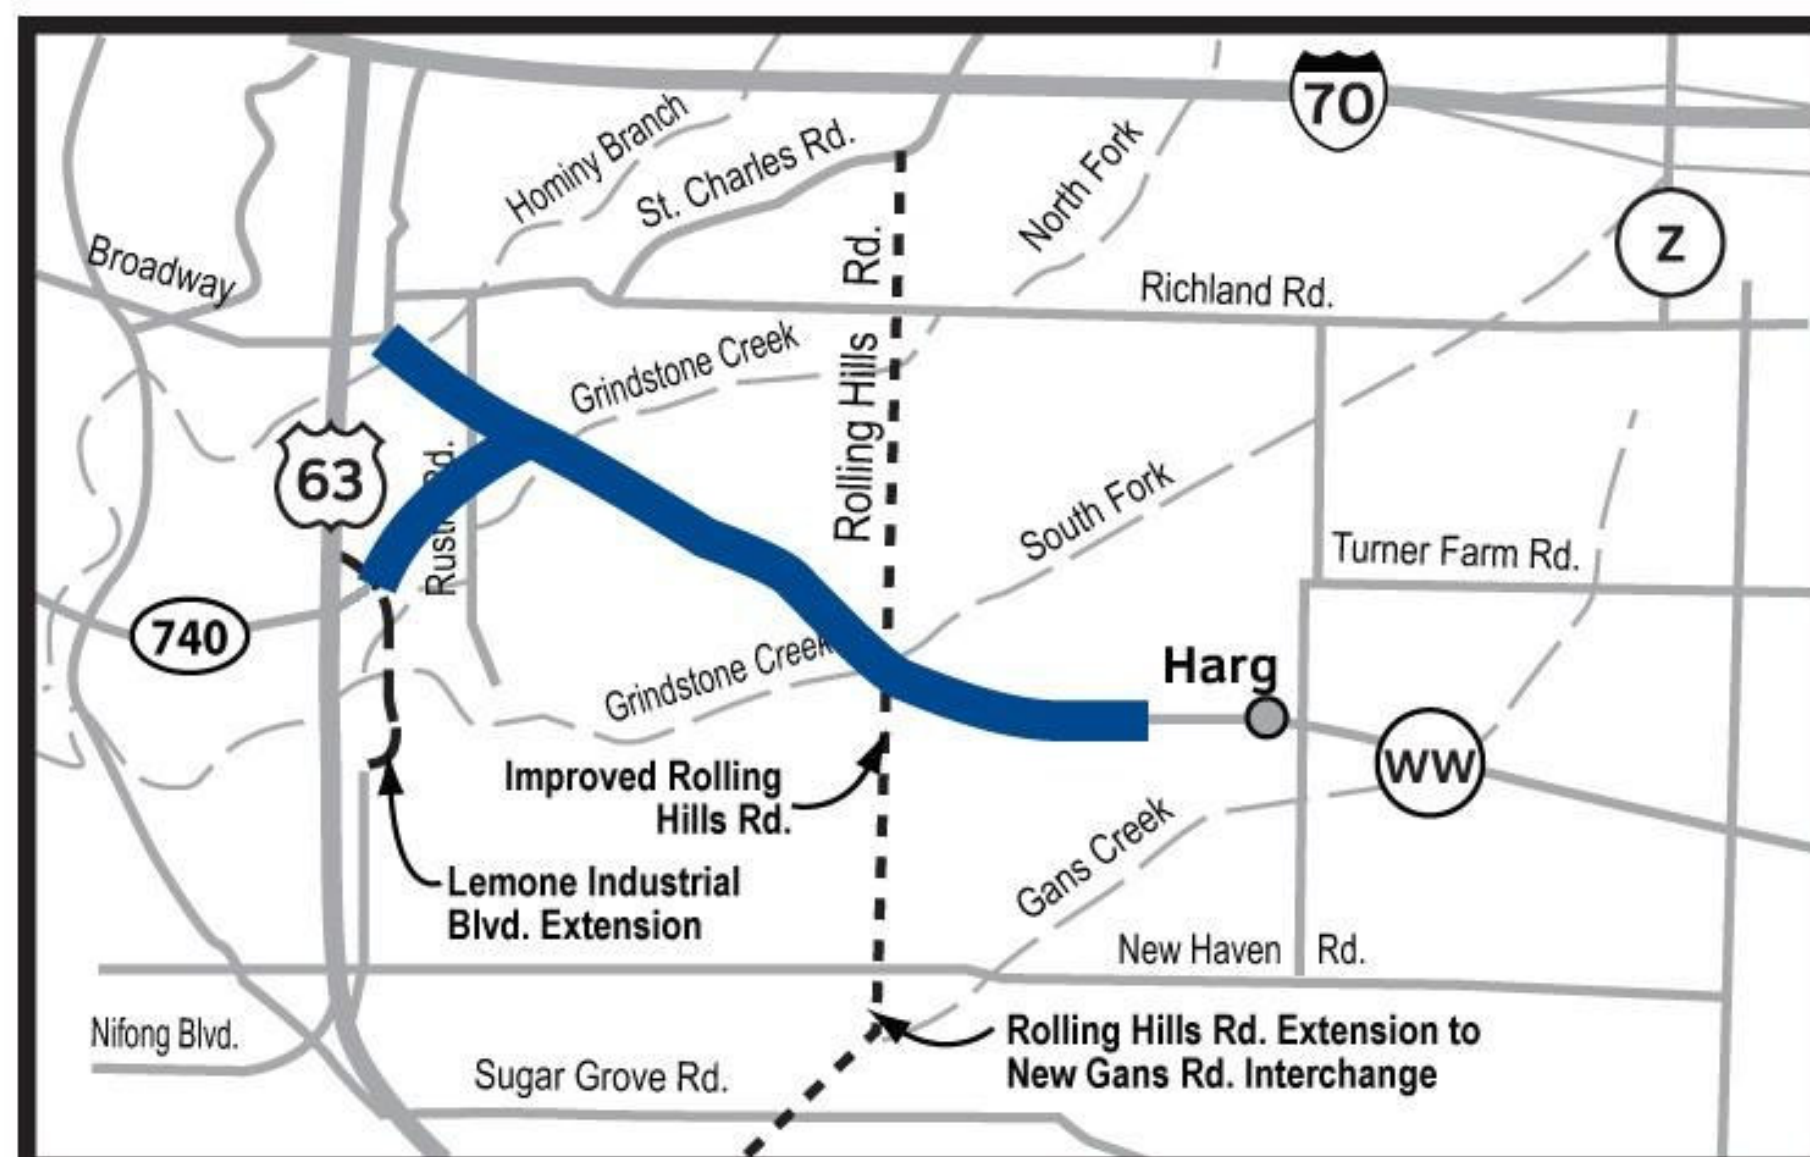 70
Hominy Branch
St. Charles Rd.
North Fork
Z
Broadway
Rolling Hills Rd.
Richland Rd.
Grindstone Creek
63
South Fork
Turner Farm Rd.
740
Grindstone Creek
Harg
WW
Improved Rolling
Hills Rd.
Gans Creek
Lemone Industrial
Blvd. Extension
New Haven Rd.
Nifong Blvd.
Rolling Hills Rd. Extension to
New Gans Rd. Interchange
Sugar Grove Rd.